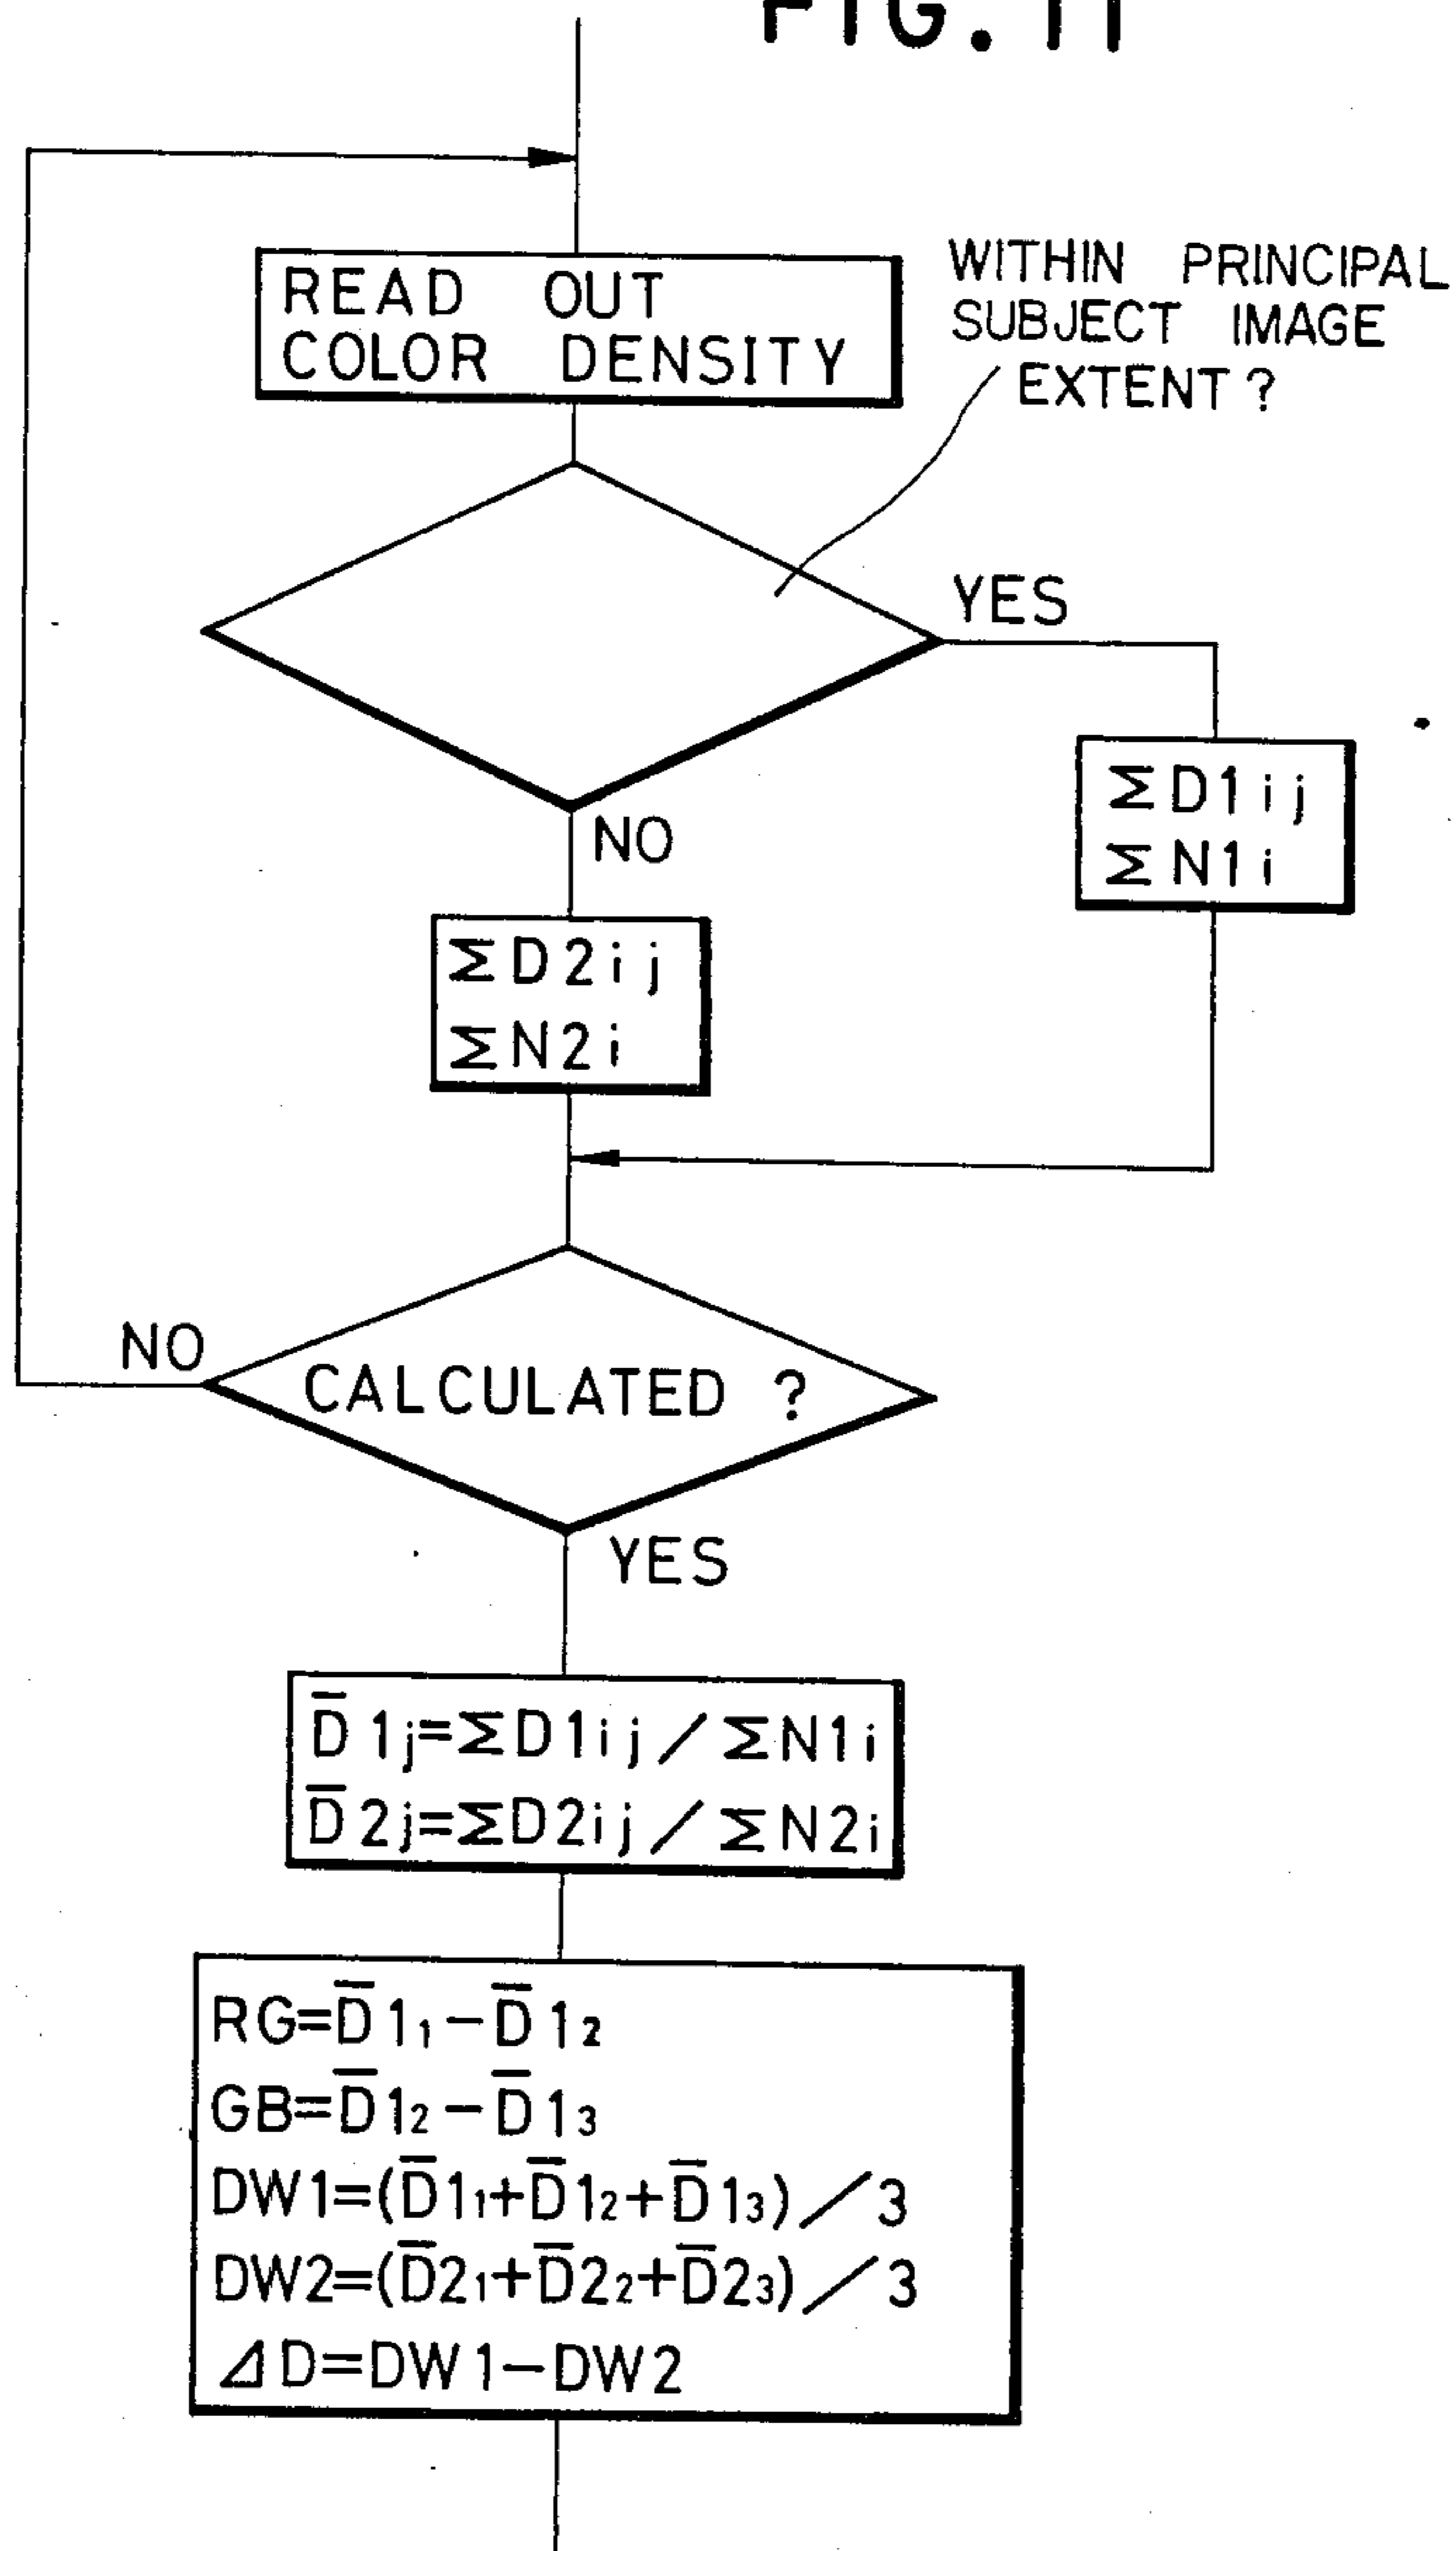 FIG. 11
READ OUT
COLOR DENSITY
WITHIN PRINCIPAL
SUBJECT IMAGE
EXTENT ?
YES
ΣD1ij
ΣN1i
NO
ΣD2ij
ΣN2i
NO
CALCULATED ?
YES
D̅1j=ΣD1ij/ΣN1i
D̅2j=ΣD2ij/ΣN2i
RG=D̅1₁-D̅1₂
GB=D̅1₂-D̅1₃
DW1=(D̅1₁+D̅1₂+D̅1₃)/3
DW2=(D̅2₁+D̅2₂+D̅2₃)/3
⊿D=DW1-DW2